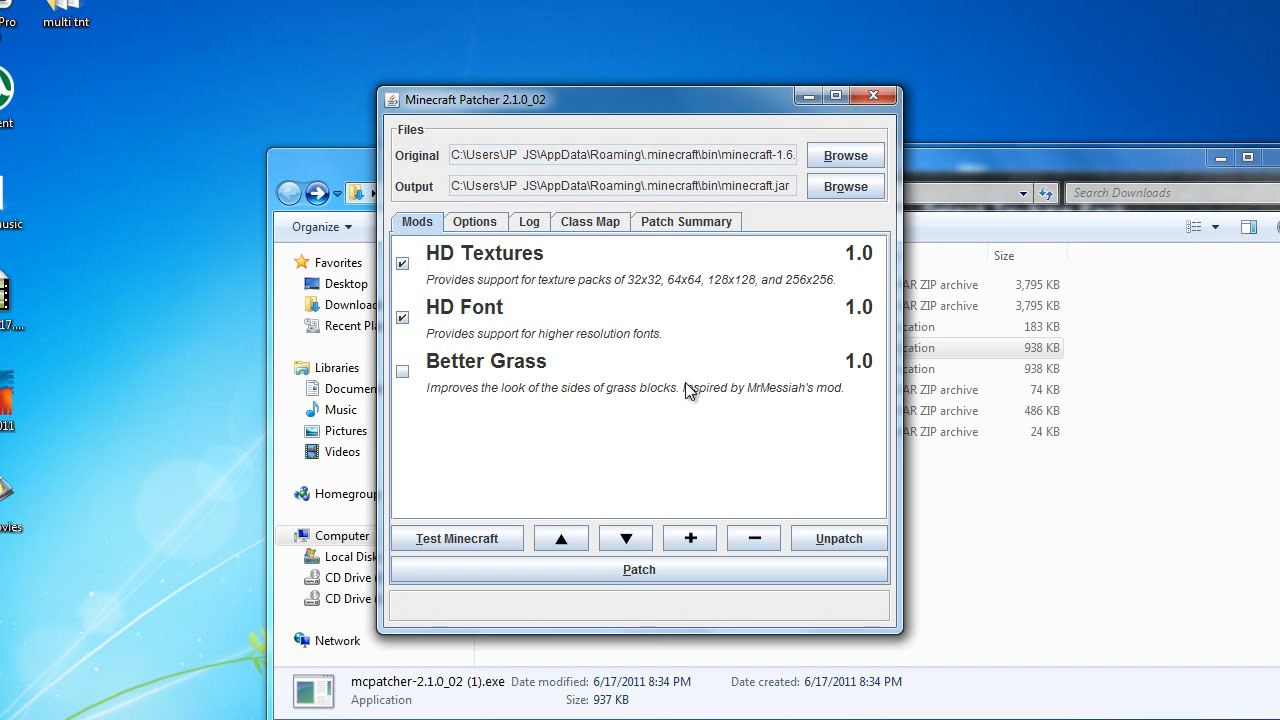 Pro
multi tnt
ent
music
17....
011
ovies
Minecraft Patcher 2.1.0_02
Files
Original C:\Users\JP JS\AppData\Roaming\.minecraft\bin\minecraft-1.6. Browse
Output C:\Users\JP JS\AppData\Roaming\.minecraft\bin\minecraft.jar Browse
Mods Options Log Class Map Patch Summary
HD Textures 1.0
Provides support for texture packs of 32x32, 64x64, 128x128, and 256x256.
HD Font 1.0
Provides support for higher resolution fonts.
Better Grass 1.0
Improves the look of the sides of grass blocks. Inspired by MrMessiah's mod.
Test Minecraft Unpatch
Patch
Search Downloads
Organize
Size
Favorites
Desktop
Downloa
Recent Pl
Libraries
Documen
Music
Pictures
Videos
Homegrou
Computer
Local Disk
CD Drive
CD Drive
Network
AR ZIP archive 3,795 KB
AR ZIP archive 3,795 KB
cation 183 KB
cation 938 KB
cation 938 KB
AR ZIP archive 74 KB
AR ZIP archive 486 KB
AR ZIP archive 24 KB
mcpatcher-2.1.0_02 (1).exe Date modified: 6/17/2011 8:34 PM Date created: 6/17/2011 8:34 PM
Application Size: 937 KB